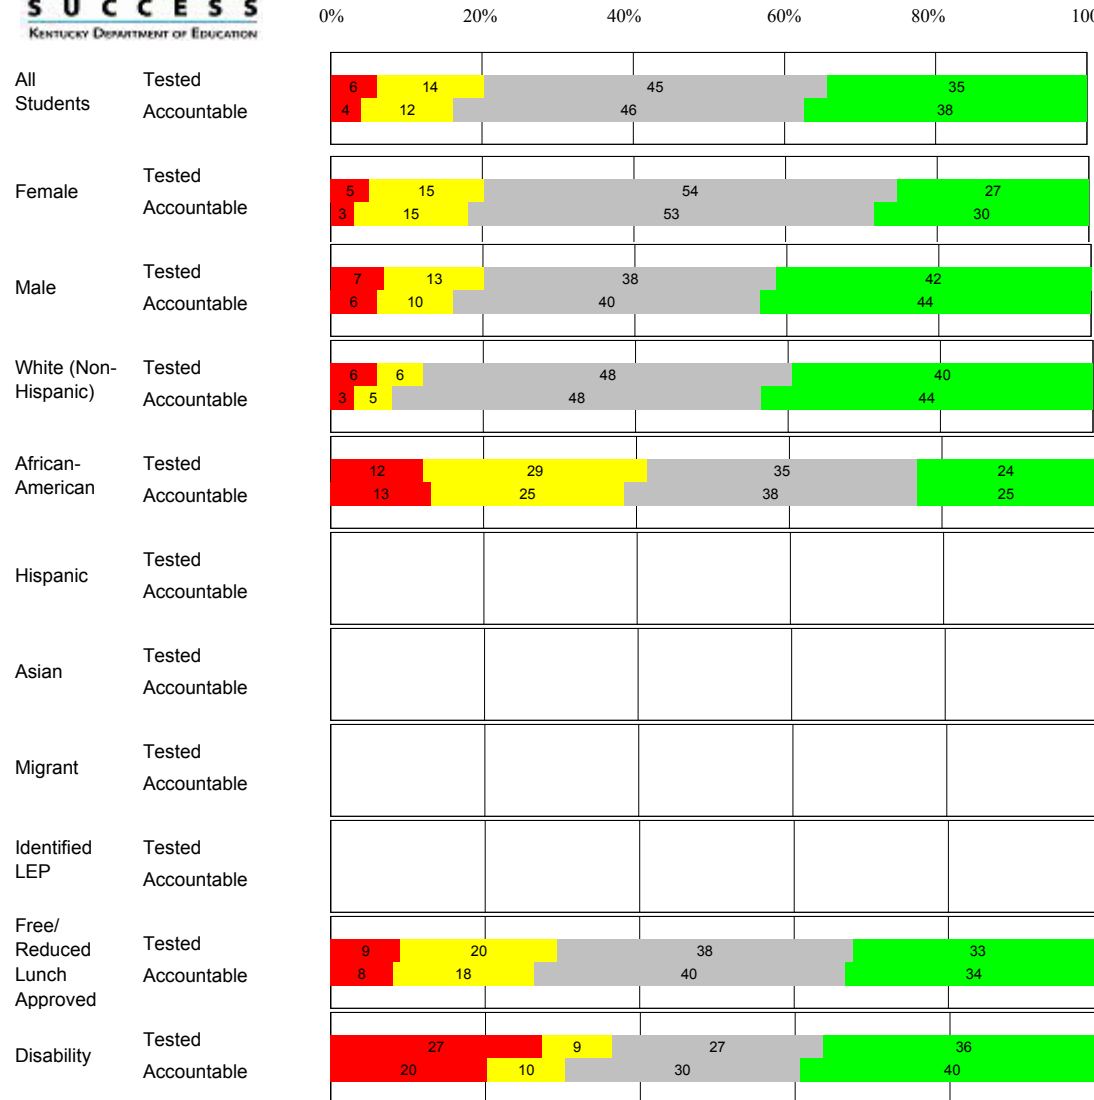 SUCCESS
KENTUCKY DEPARTMENT OF EDUCATION
0% 20% 40% 60% 80% 100
All Students
Tested 6 14 45 35
Accountable 4 12 46 38
Female
Tested 5 15 54 27
Accountable 3 15 53 30
Male
Tested 7 13 38 42
Accountable 6 10 40 44
White (Non-
Hispanic)
Tested 6 6 48 40
Accountable 3 5 48 44
African-
American
Tested 12 29 35 24
Accountable 13 25 38 25
Hispanic
Tested
Accountable
Asian
Tested
Accountable
Migrant
Tested
Accountable
Identified
LEP
Tested
Accountable
Free/
Reduced
Lunch
Approved
Tested 9 20 38 33
Accountable 8 18 40 34
Disability
Tested 27 9 27 36
Accountable 20 10 30 40